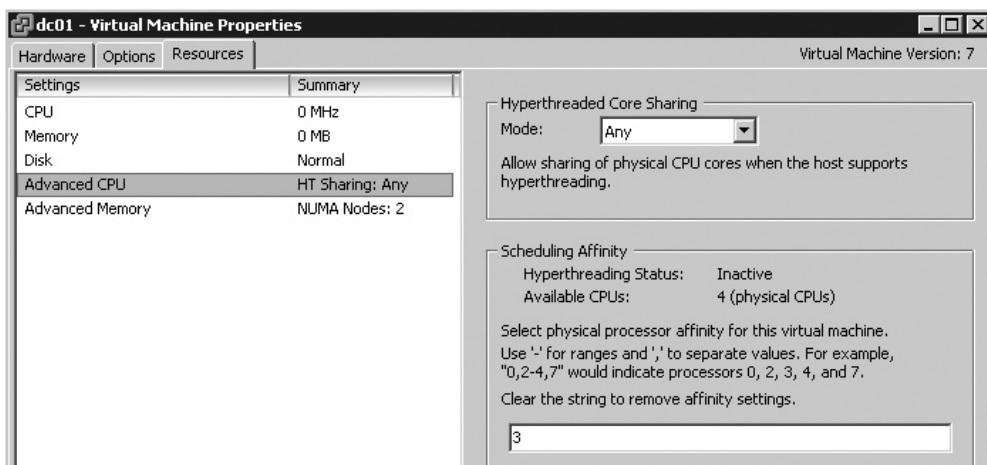 dc01 - Virtual Machine Properties
Hardware Options Resources
Virtual Machine Version: 7
Settings Summary
CPU 0 MHz
Memory 0 MB
Disk Normal
Advanced CPU HT Sharing: Any
Advanced Memory NUMA Nodes: 2
Hyperthreaded Core Sharing
Mode: Any
Allow sharing of physical CPU cores when the host supports
hyperthreading.
Scheduling Affinity
Hyperthreading Status: Inactive
Available CPUs: 4 (physical CPUs)
Select physical processor affinity for this virtual machine.
Use '-' for ranges and ',' to separate values. For example,
"0,2-4,7" would indicate processors 0, 2, 3, 4, and 7.
Clear the string to remove affinity settings.
3